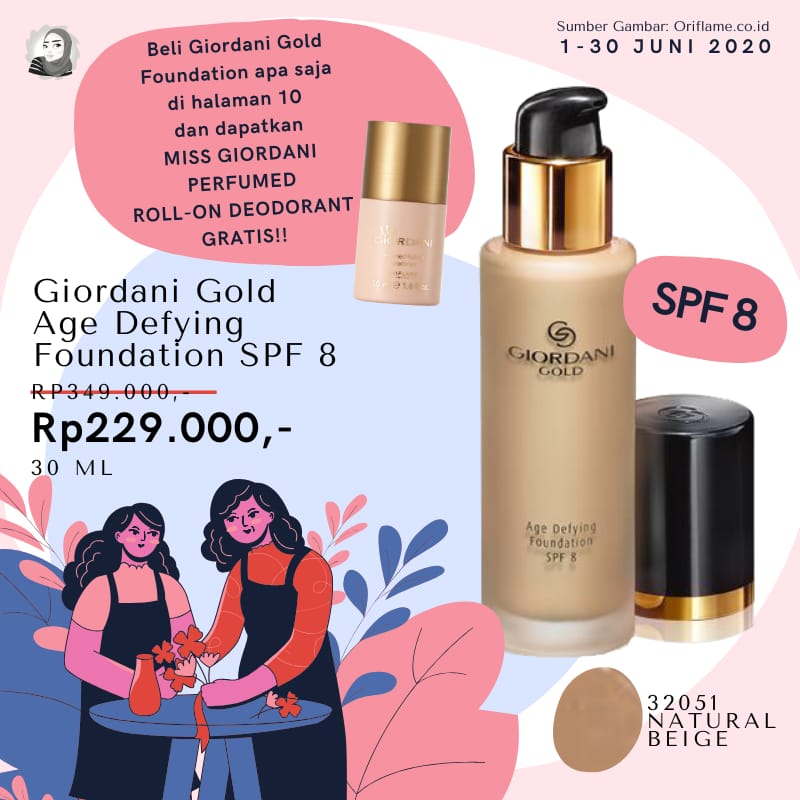 Sumber Gambar: Oriflame.co.id
1-30 JUNI 2020
Beli Giordani Gold
Foundation apa saja
di halaman 10
dan dapatkan
MISS GIORDANI
PERFUMED
ROLL-ON DEODORANT
GRATIS!!
GIORDANI
SPF 8
Giordani Gold
Age Defying
Foundation SPF 8
RP349.000,-
Rp229.000,-
30 ML
GIORDANI
GOLD
Age Defying
Foundation
SPF 8
32051
NATURAL
BEIGE